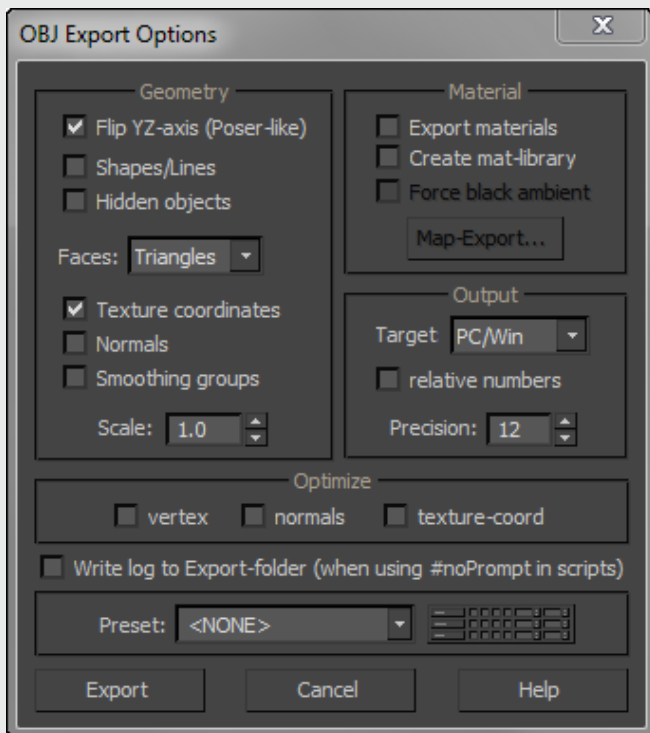 OBJ Export Options
Geometry
Flip YZ-axis (Poser-like)
Shapes/Lines
Hidden objects
Faces: Triangles
Texture coordinates
Normals
Smoothing groups
Scale: 1.0
Material
Export materials
Create mat-library
Force black ambient
Map-Export...
Output
Target PC/Win
relative numbers
Precision: 12
Optimize
vertex normals texture-coord
Write log to Export-folder (when using #noPrompt in scripts)
Preset: <NONE>
Export Cancel Help